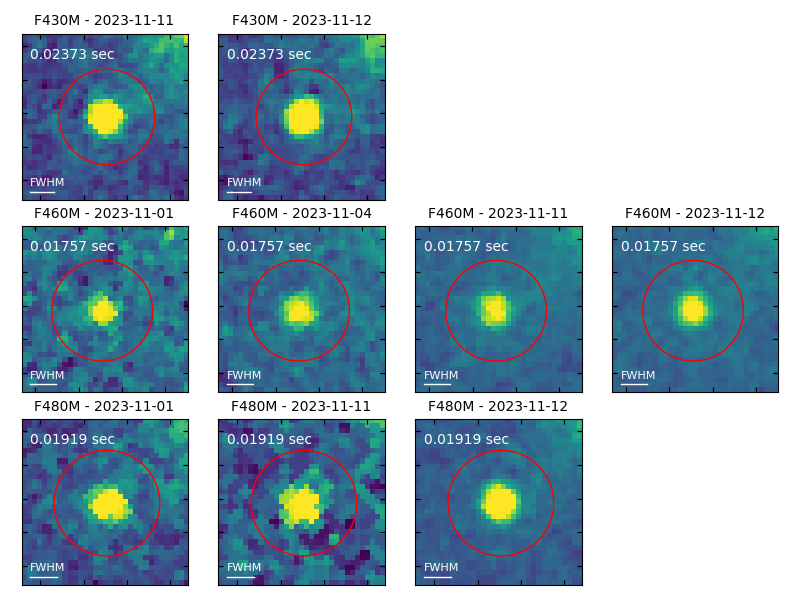 F430M - 2023-11-11
F430M - 2023-11-12
0.02373 sec
0.02373 sec
FWHM
FWHM
F460M - 2023-11-01
F460M - 2023-11-04
F460M - 2023-11-11
F460M - 2023-11-12
0.01757 sec
0.01757 sec
0.01757 sec
0.01757 sec
FWHM
FWHM
FWHM
FWHM
F480M - 2023-11-01
F480M - 2023-11-11
F480M - 2023-11-12
0.01919 sec
0.01919 sec
0.01919 sec
FWHM
FWHM
FWHM